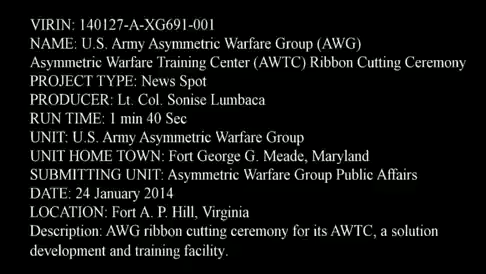 VIRIN: 140127-A-XG691-001
NAME: U.S. Army Asymmetric Warfare Group (AWG)
Asymmetric Warfare Training Center (AWTC) Ribbon Cutting Ceremony
PROJECT TYPE: News Spot
PRODUCER: Lt. Col. Sonise Lumbaca
RUN TIME: 1 min 40 Sec
UNIT: U.S. Army Asymmetric Warfare Group
UNIT HOME TOWN: Fort George G. Meade, Maryland
SUBMITTING UNIT: Asymmetric Warfare Group Public Affairs
DATE: 24 January 2014
LOCATION: Fort A. P. Hill, Virginia
Description: AWG ribbon cutting ceremony for its AWTC, a solution
development and training facility.